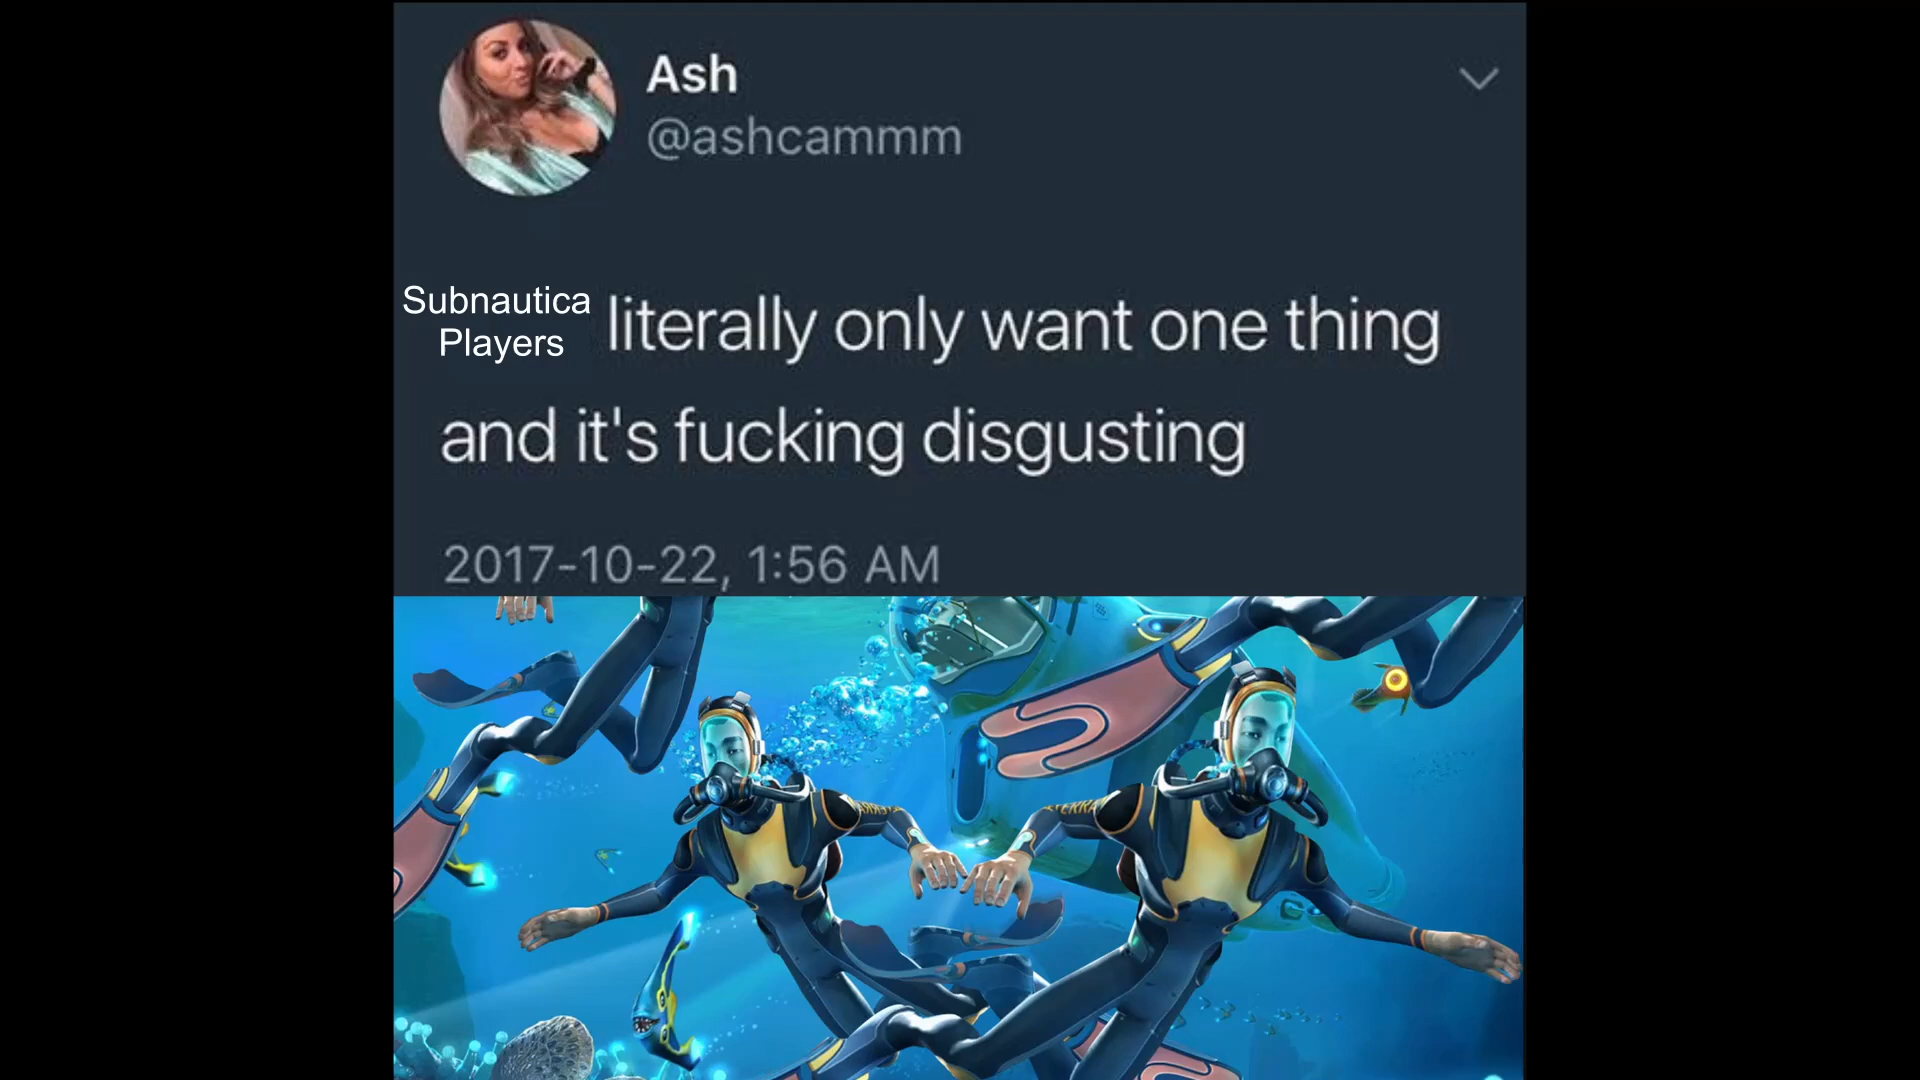 Ash
@ashcammm
Subnautica
Players
literally only want one thing
and it's fucking disgusting
2017-10-22, 1:56 AM